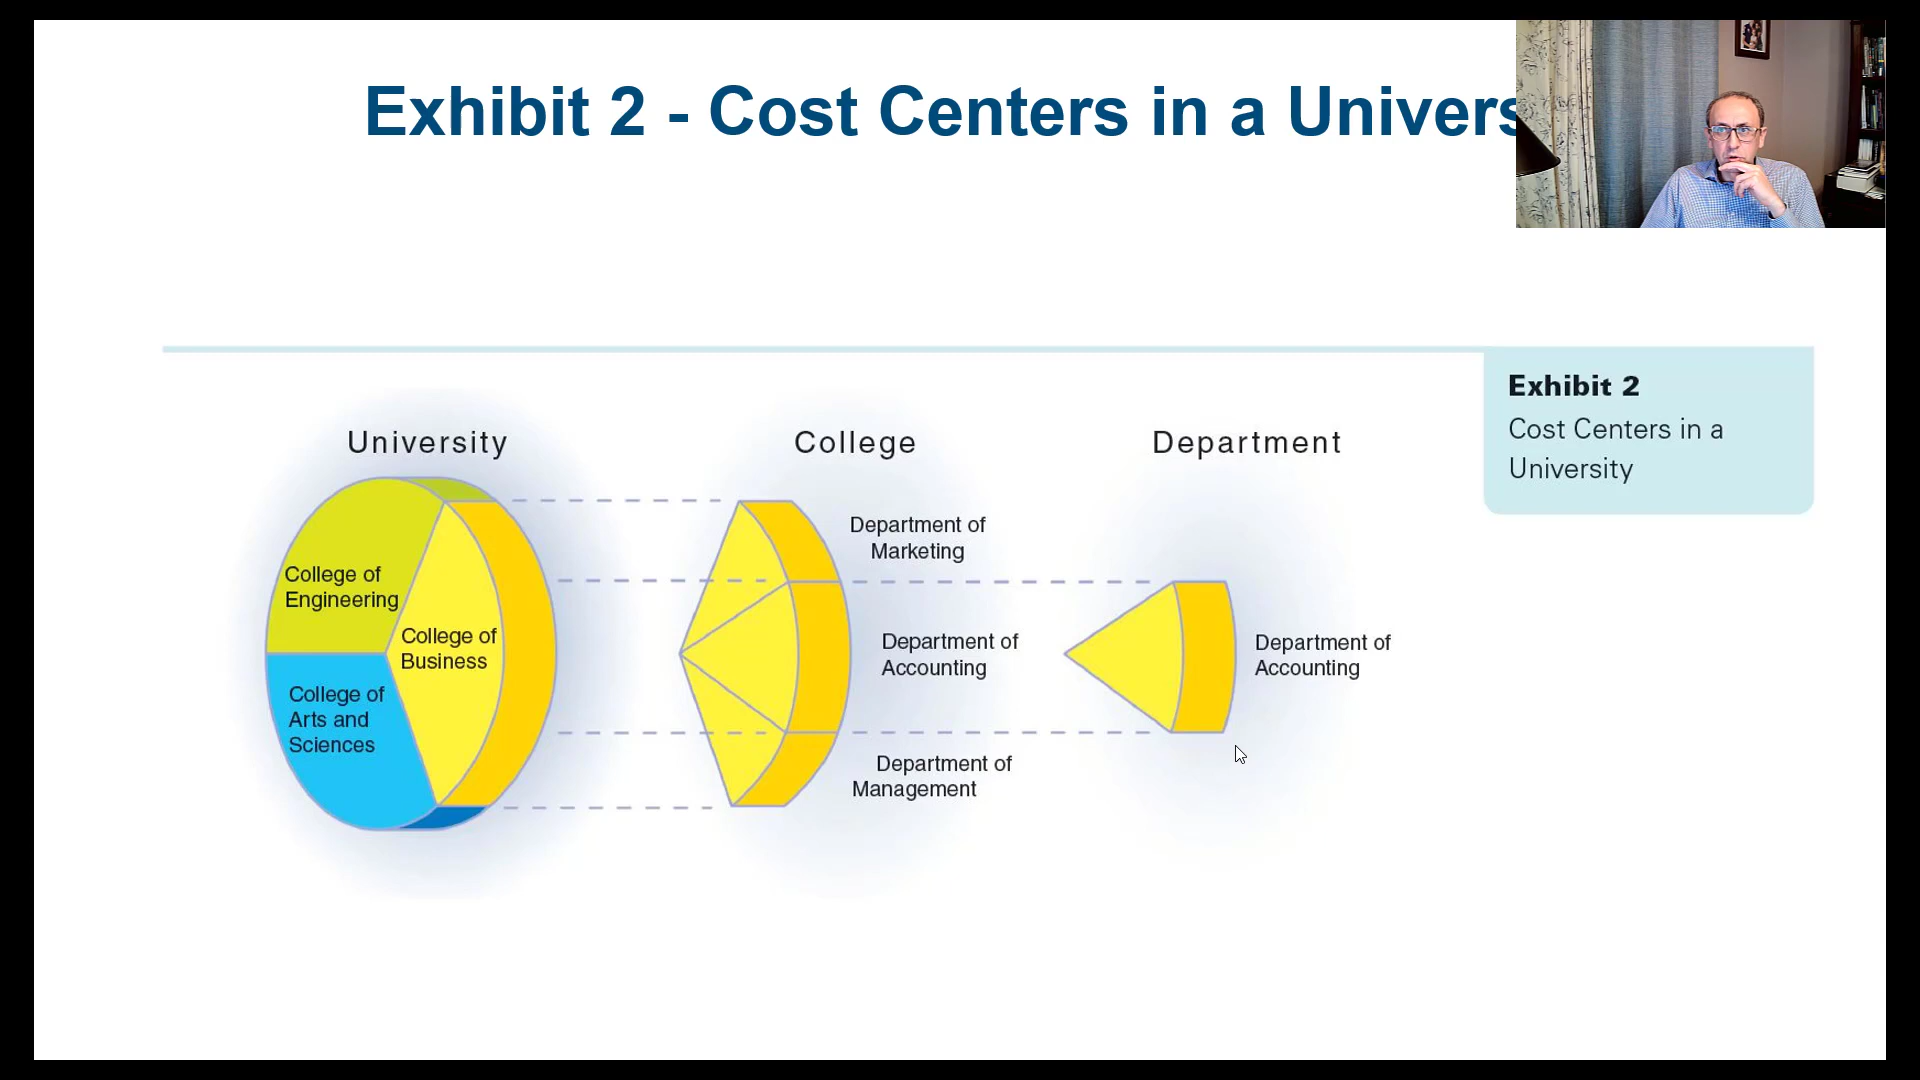 Exhibit 2 - Cost Centers in a Univers
Exhibit 2
Cost Centers in a
University
University
College
Department
College of
Engineering
College of
Business
College of
Arts and
Sciences
Department of
Marketing
Department of
Accounting
Department of
Management
Department of
Accounting